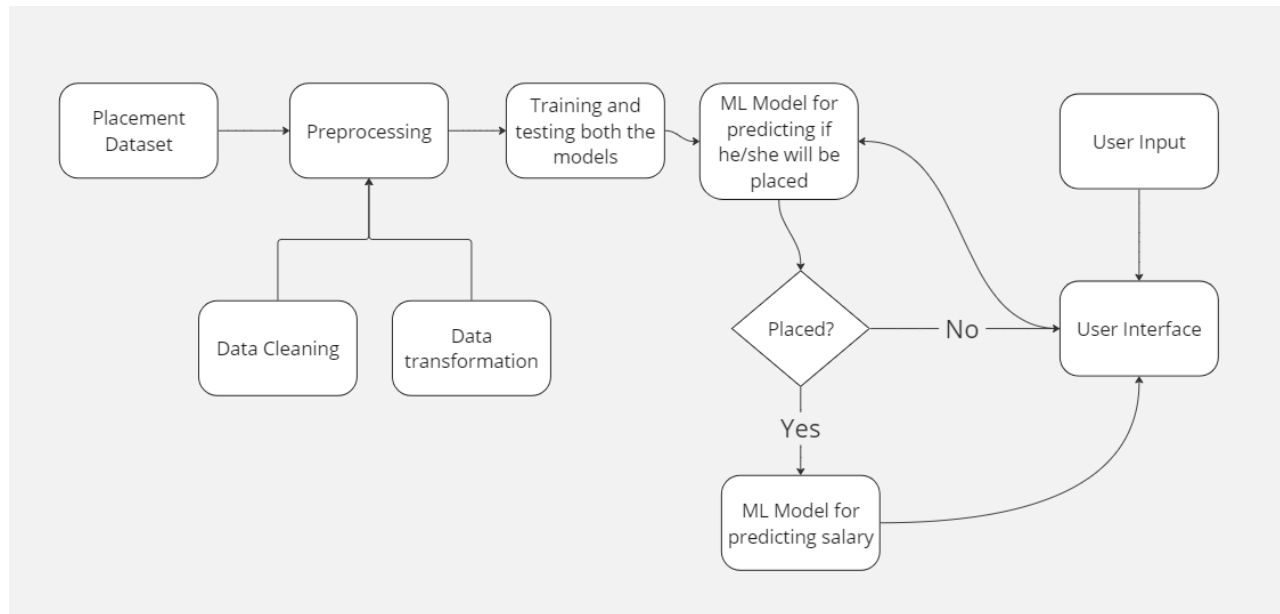 Placement
Dataset
Preprocessing
Training and
testing both the
models
ML Model for
predicting if
he/she will be
placed
User Input
Data Cleaning
Data
transformation
Placed?
No
User Interface
Yes
ML Model for
predicting salary